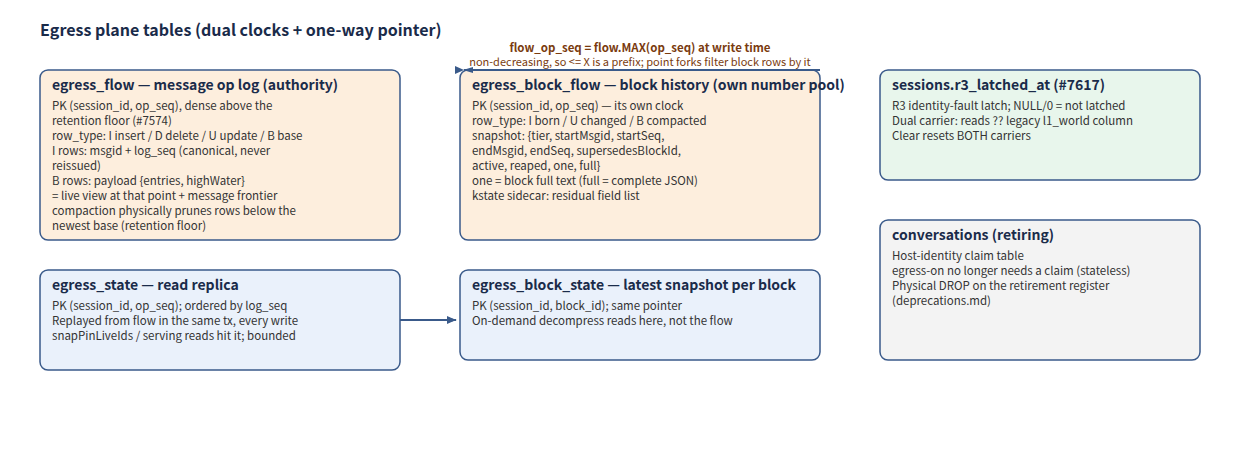 Egress plane tables (dual clocks + one-way pointer)
flow_op_seq = flow.MAX(op_seq) at write time
non-decreasing, so <= X is a prefix; point forks filter block rows by it
egress_flow — message op log (authority)
PK (session_id, op_seq), dense above the
retention floor (#7574)
row_type: I insert / D delete / U update / B base
I rows: msgid + log_seq (canonical, never
reissued)
B rows: payload {entries, highWater}
= live view at that point + message frontier
compaction physically prunes rows below the
newest base (retention floor)
egress_block_flow — block history (own number pool)
PK (session_id, op_seq) — its own clock
row_type: I born / U changed / B compacted
snapshot: {tier, startMsgid, startSeq,
endMsgid, endSeq, supersedesBlockId,
active, reaped, one, full}
one = block full text (full = complete JSON)
kstate sidecar: residual field list
sessions.r3_latched_at (#7617)
R3 identity-fault latch; NULL/0 = not latched
Dual carrier: reads ?? legacy l1_world column
Clear resets BOTH carriers
conversations (retiring)
Host-identity claim table
egress-on no longer needs a claim (stateless)
Physical DROP on the retirement register
(deprecations.md)
egress_state — read replica
PK (session_id, op_seq); ordered by log_seq
Replayed from flow in the same tx, every write
snapPinLiveIds / serving reads hit it; bounded
egress_block_state — latest snapshot per block
PK (session_id, block_id); same pointer
On-demand decompress reads here, not the flow